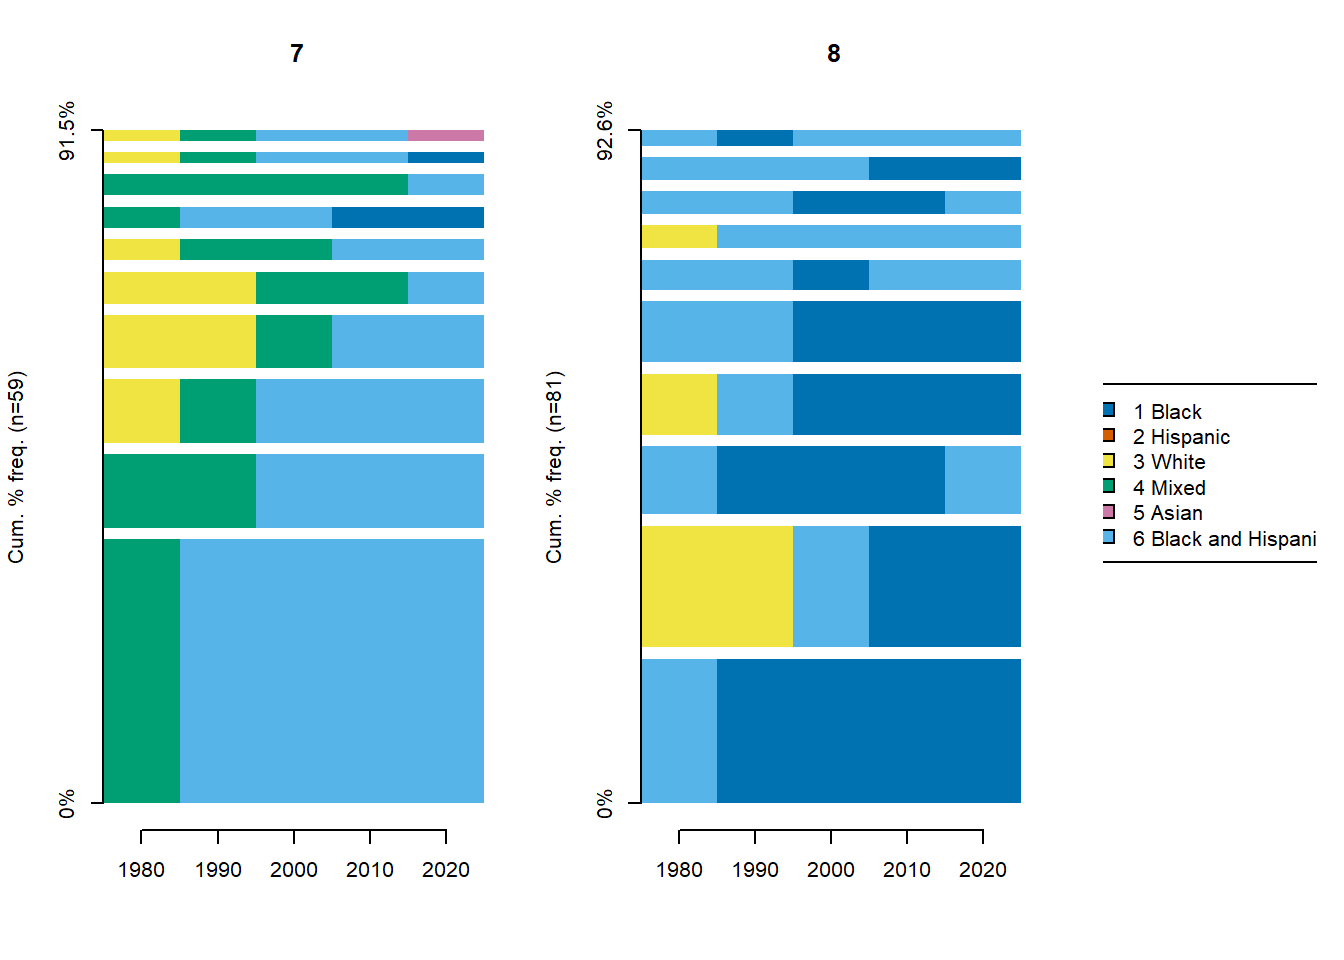 7
91.5%
Cum. % freq. (n=59)
0%
1980 1990 2000 2010 2020
8
92.6%
Cum. % freq. (n=81)
0%
1980 1990 2000 2010 2020
1 Black
2 Hispanic
3 White
4 Mixed
5 Asian
6 Black and Hispani